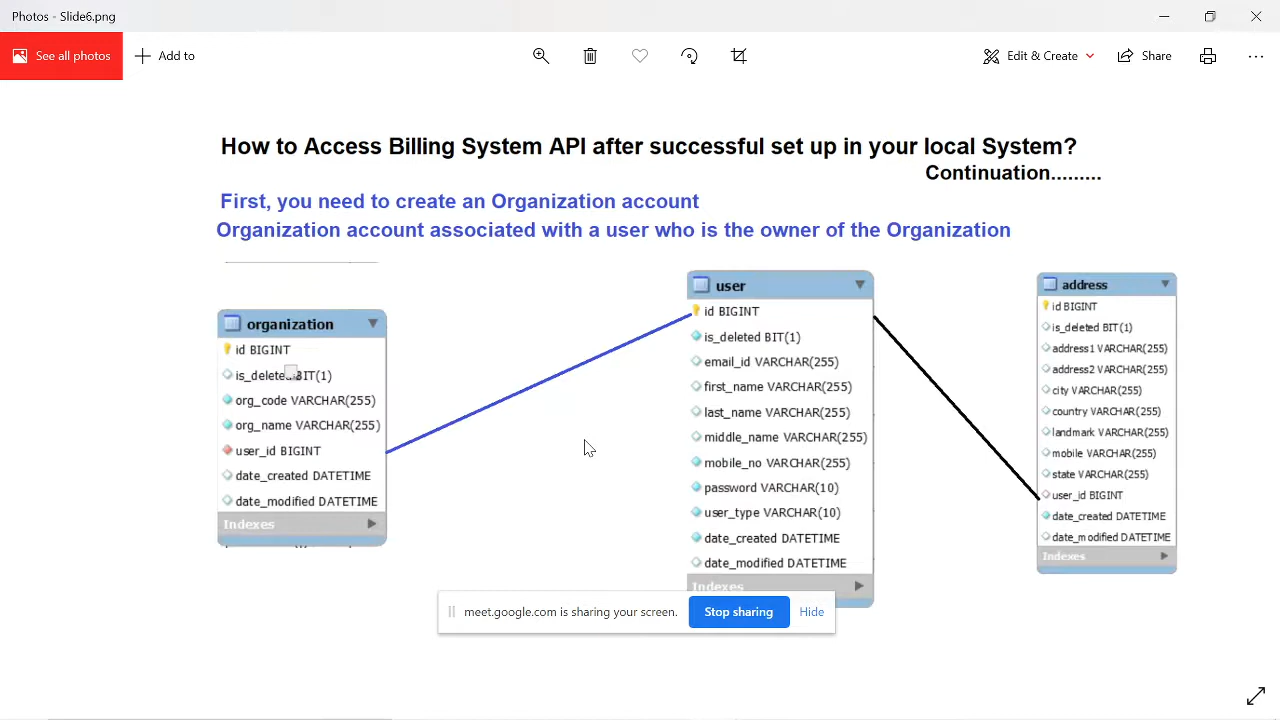 Photos - Slide6.png
See all photos
Add to
Edit & Create
Share
How to Access Billing System API after successful set up in your local System?
Continuation.........
First, you need to create an Organization account
Organization account associated with a user who is the owner of the Organization
organization
id BIGINT
is_deleted BIT(1)
org_code VARCHAR(255)
org_name VARCHAR(255)
user_id BIGINT
date_created DATETIME
date_modified DATETIME
Indexes
user
id BIGINT
is_deleted BIT(1)
email_id VARCHAR(255)
first_name VARCHAR(255)
last_name VARCHAR(255)
middle_name VARCHAR(255)
mobile_no VARCHAR(255)
password VARCHAR(10)
user_type VARCHAR(10)
date_created DATETIME
date_modified DATETIME
Indexes
address
id BIGINT
is_deleted BIT(1)
address1 VARCHAR(255)
address2 VARCHAR(255)
city VARCHAR(255)
country VARCHAR(255)
landmark VARCHAR(255)
mobile VARCHAR(255)
state VARCHAR(255)
user_id BIGINT
date_created DATETIME
date_modified DATETIME
Indexes
meet.google.com is sharing your screen.
Stop sharing
Hide